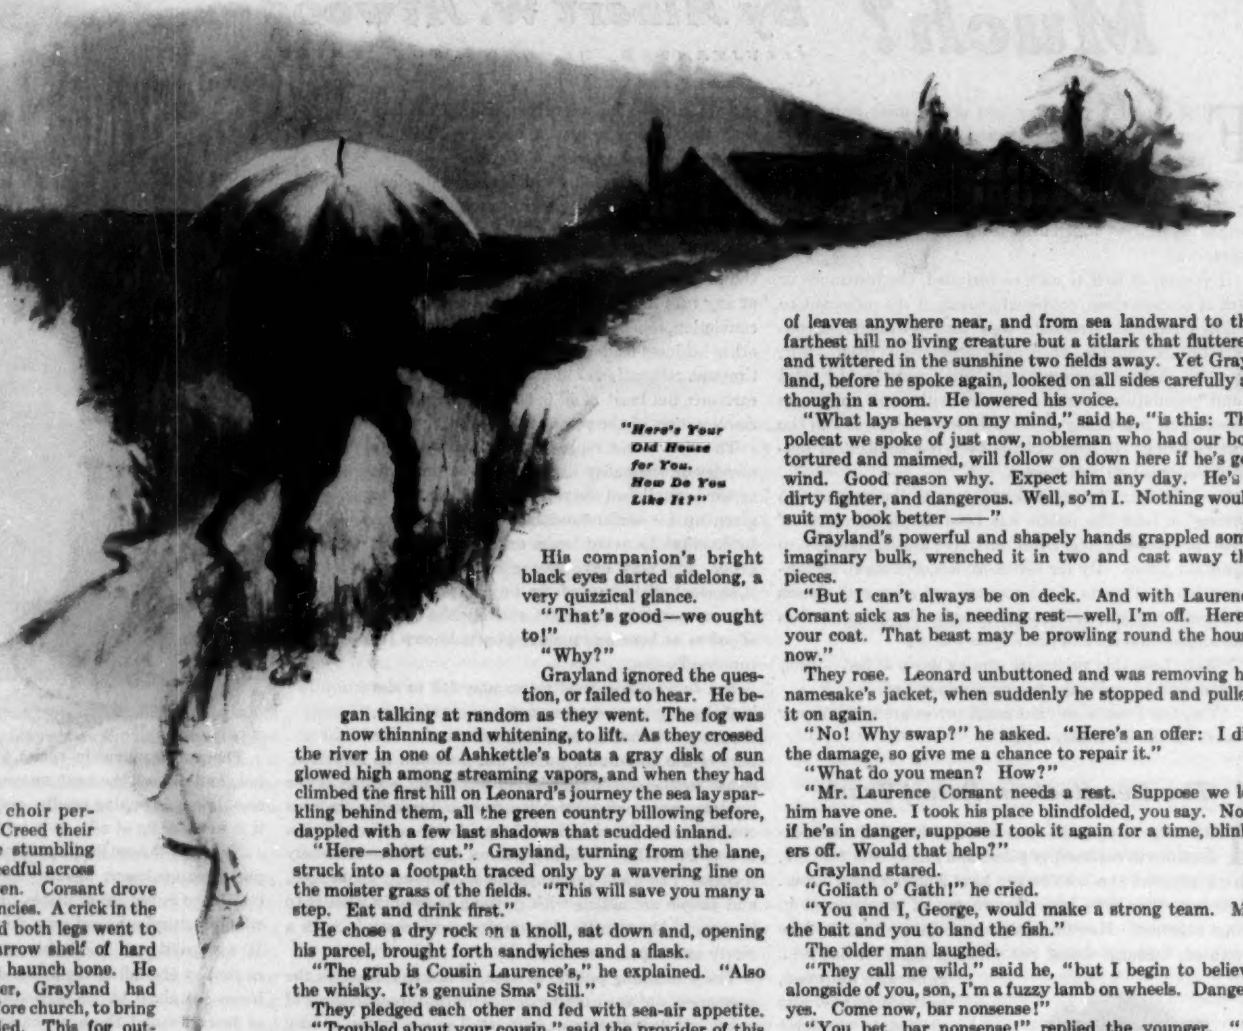 "Here's Your
Old House
for You.
How Do You
Like It?"
choir per-
Creed their
stumbling
eedful across
en. Corsant drove
ncies. A crick in the
d both legs went to
arrow shelf of hard
haunch bone. He
er, Grayland had
ore church, to bring
ed. This fog out-
His companion's bright
black eyes darted sidelong, a
very quizzical glance.
"That's good—we ought
to!"
"Why?"
Grayland ignored the ques-
tion, or failed to hear. He be-
gan talking at random as they went. The fog was
now thinning and whitening, to lift. As they crossed
the river in one of Ashkettle's boats a gray disk of sun
glowed high among streaming vapors, and when they had
climbed the first hill on Leonard's journey the sea lay spar-
kling behind them, all the green country billowing before,
dappled with a few last shadows that scudded inland.
"Here—short cut." Grayland, turning from the lane,
struck into a footpath traced only by a wavering line on
the moister grass of the fields. "This will save you many a
step. Eat and drink first."
He chose a dry rock on a knoll, sat down and, opening
his parcel, brought forth sandwiches and a flask.
"The grub is Cousin Laurence's," he explained. "Also
the whisky. It's genuine Sma' Still."
They pledged each other and fed with sea-air appetite.
"Troubled about your cousin," said the provider of this
of leaves anywhere near, and from sea landward to th
farthest hill no living creature but a titlark that fluttere
and twittered in the sunshine two fields away. Yet Gray
land, before he spoke again, looked on all sides carefully a
though in a room. He lowered his voice.
"What lays heavy on my mind," said he, "is this: Th
polecat we spoke of just now, nobleman who had our bo
tortured and maimed, will follow on down here if he's go
wind. Good reason why. Expect him any day. He's
dirty fighter, and dangerous. Well, so'm I. Nothing woul
suit my book better ——"
Grayland's powerful and shapely hands grappled som
imaginary bulk, wrenched it in two and cast away th
pieces.
"But I can't always be on deck. And with Laurenc
Corsant sick as he is, needing rest—well, I'm off. Here
your coat. That beast may be prowling round the hous
now."
They rose. Leonard unbuttoned and was removing h
namesake's jacket, when suddenly he stopped and pulle
it on again.
"No! Why swap?" he asked. "Here's an offer: I di
the damage, so give me a chance to repair it."
"What do you mean? How?"
"Mr. Laurence Corsant needs a rest. Suppose we le
him have one. I took his place blindfolded, you say. No
if he's in danger, suppose I took it again for a time, blink
ers off. Would that help?"
Grayland stared.
"Goliath o' Gath!" he cried.
"You and I, George, would make a strong team. M
the bait and you to land the fish."
The older man laughed.
"They call me wild," said he, "but I begin to believ
alongside of you, son, I'm a fuzzy lamb on wheels. Dange
yes. Come now, bar nonsense!"
"You bet, bar nonsense!" replied the younger.